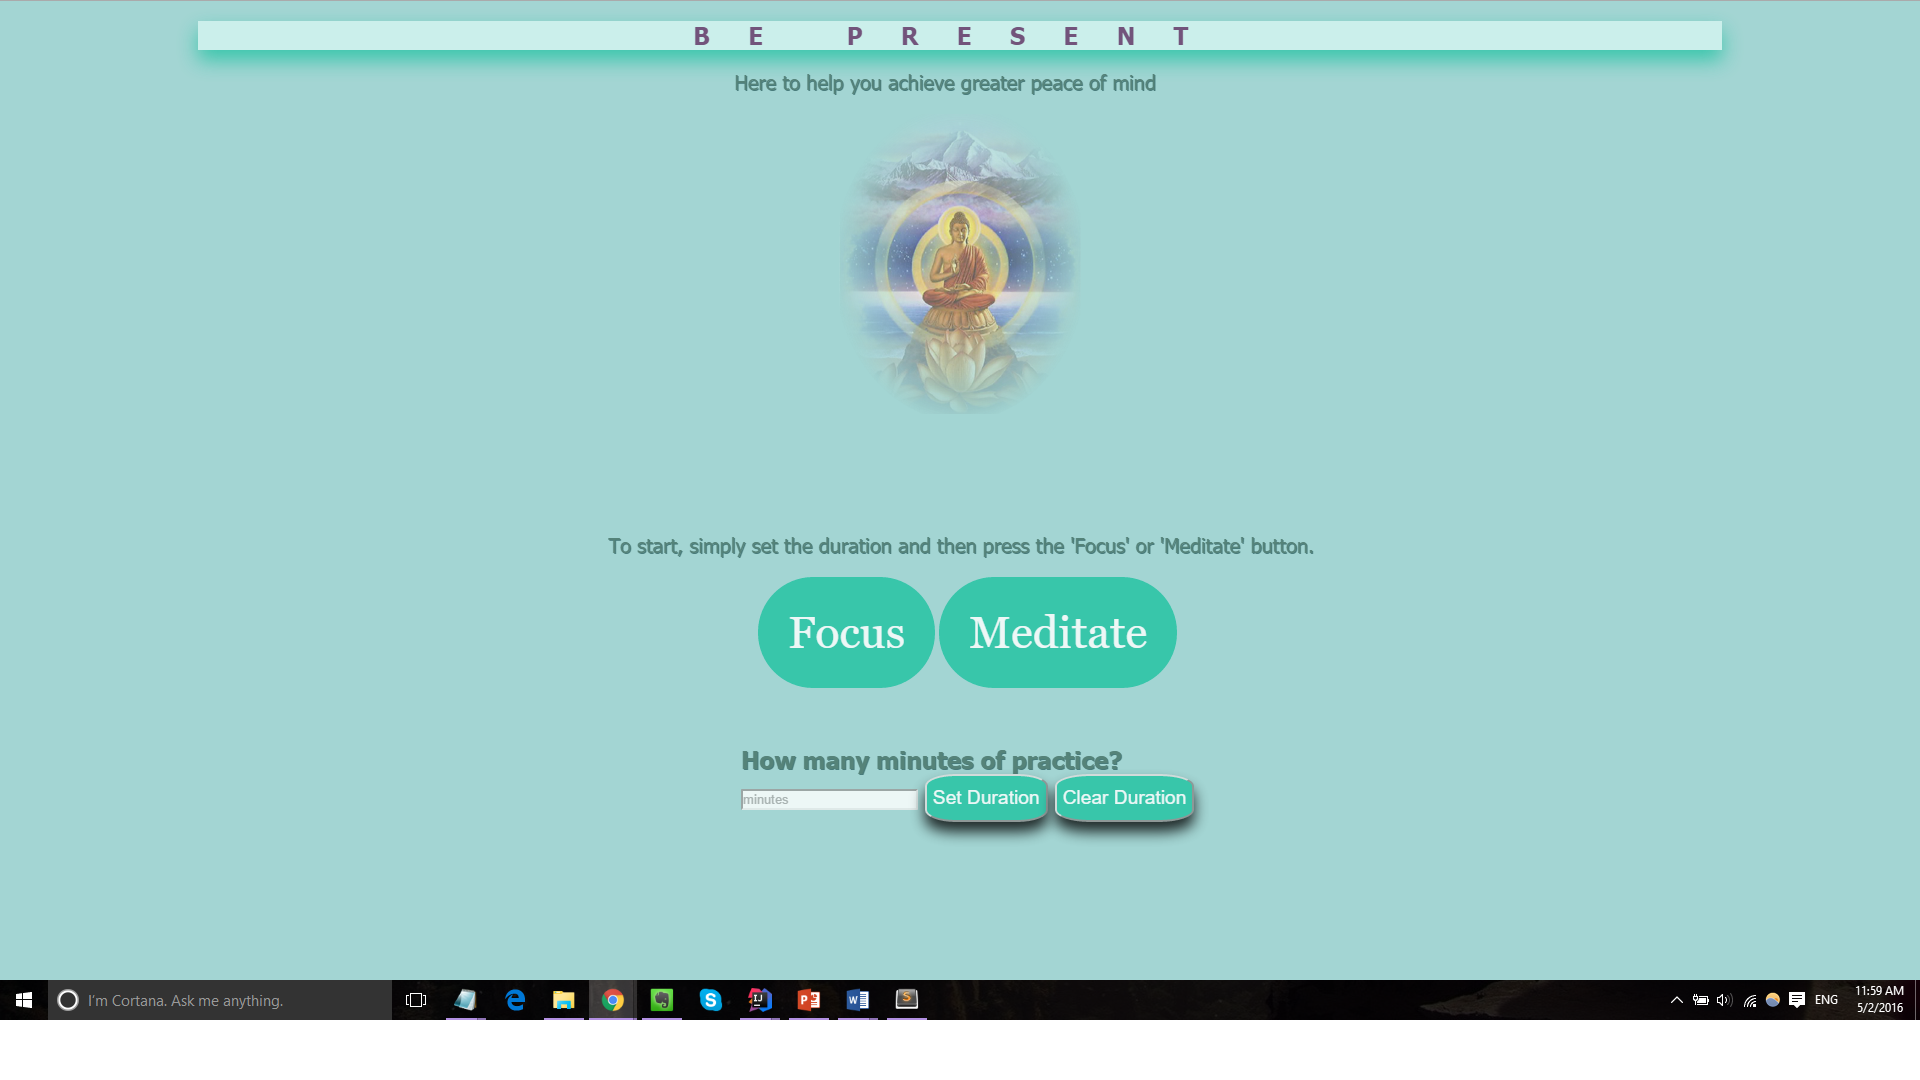 BE PRESENT
Here to help you achieve greater peace of mind
To start, simply set the duration and then press the 'Focus' or 'Meditate' button.
Focus Meditate
How many minutes of practice?
minutes Set Duration Clear Duration
I'm Cortana. Ask me anything.
ENG
11:59 AM
5/2/2016